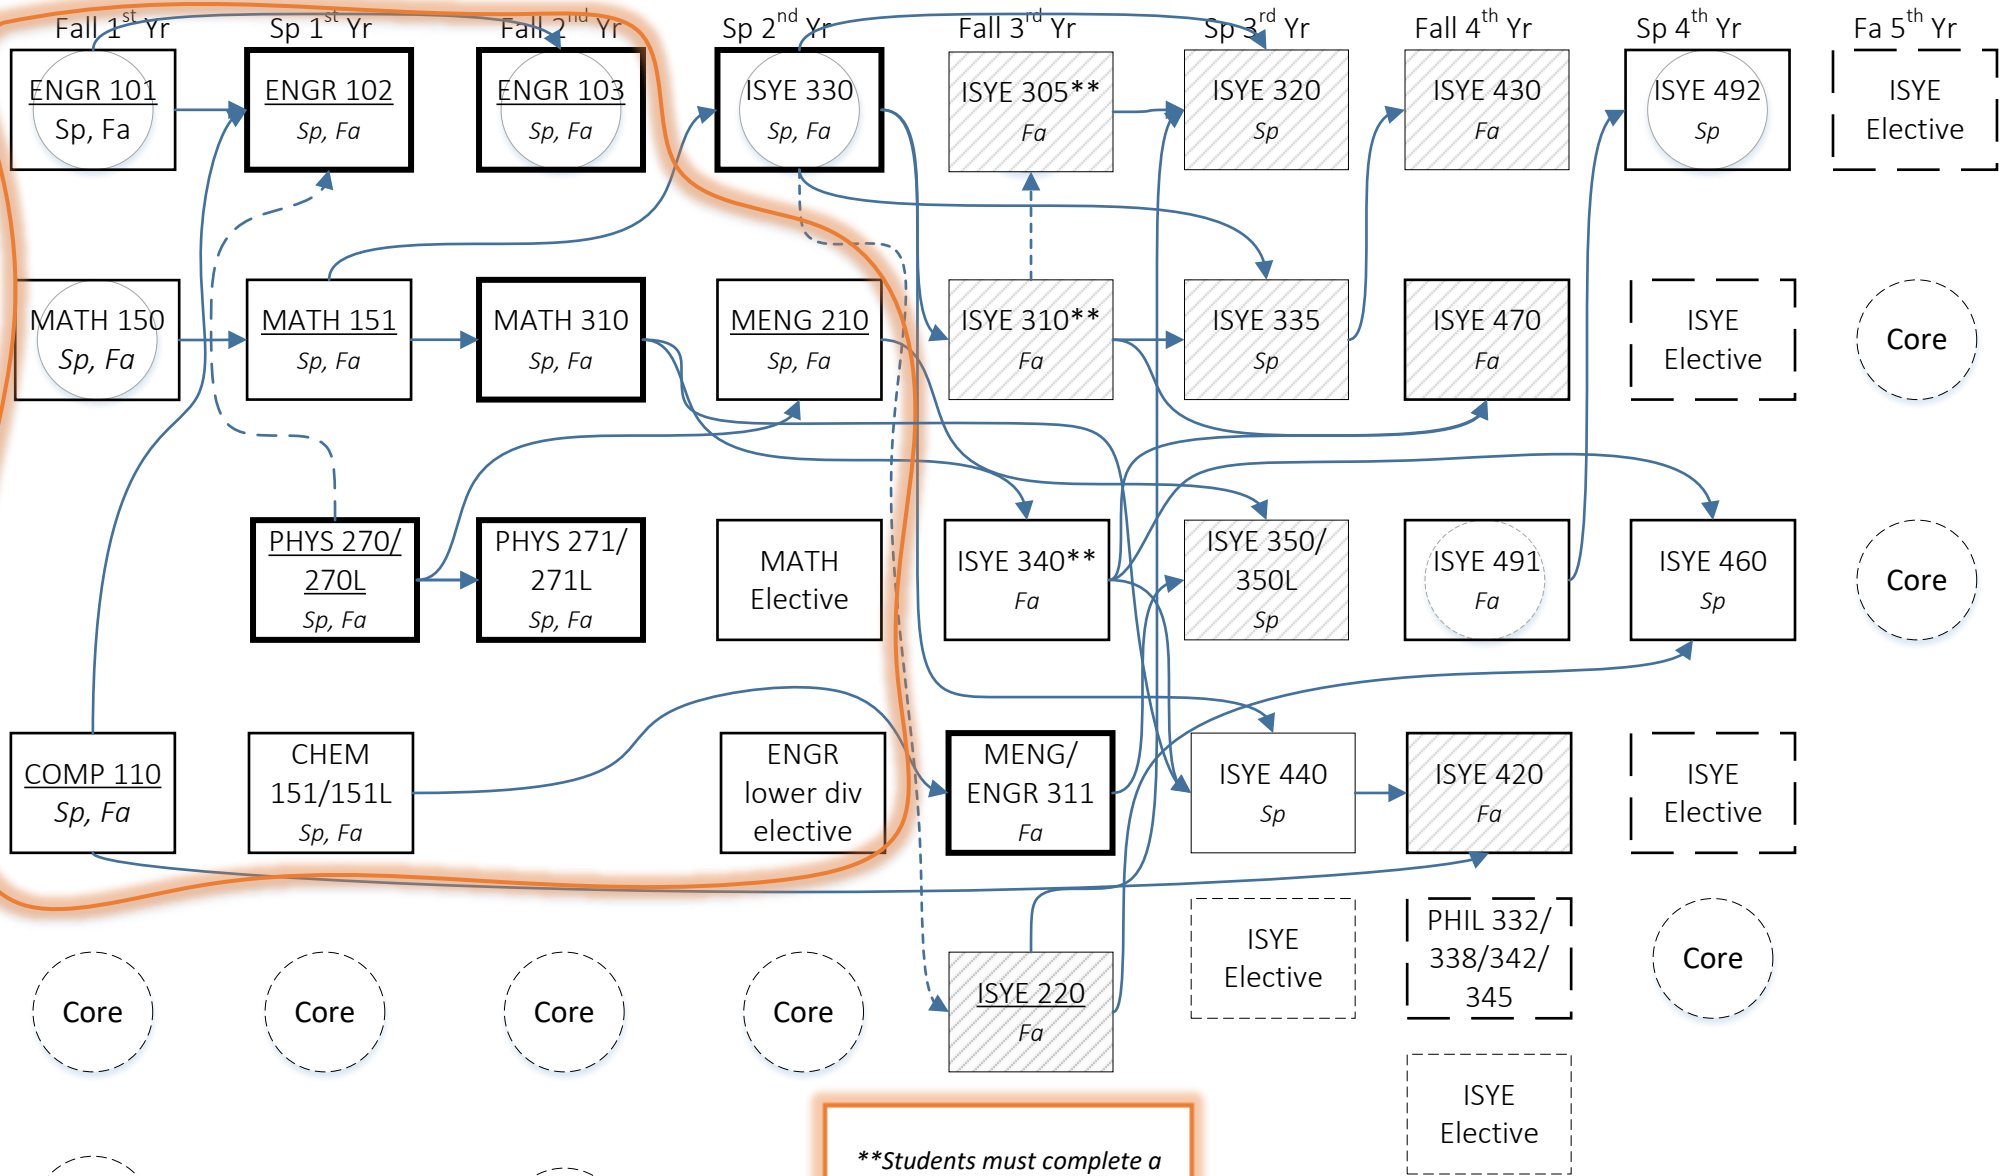 Fall 1st Yr
Sp 1st Yr
Fall 2nd Yr
Sp 2nd Yr
Fall 3rd Yr
Sp 3rd Yr
Fall 4th Yr
Sp 4th Yr
Fa 5th Yr
ENGR 101
Sp, Fa
ENGR 102
Sp, Fa
ENGR 103
Sp, Fa
ISYE 330
Sp, Fa
ISYE 305**
Fa
ISYE 320
Sp
ISYE 430
Fa
ISYE 492
Sp
ISYE
Elective
MATH 150
Sp, Fa
MATH 151
Sp, Fa
MATH 310
Sp, Fa
MENG 210
Sp, Fa
ISYE 310**
Fa
ISYE 335
Sp
ISYE 470
Fa
ISYE
Elective
Core
PHYS 270/
270L
Sp, Fa
PHYS 271/
271L
Sp, Fa
MATH
Elective
ISYE 340**
Fa
ISYE 350/
350L
Sp
ISYE 491
Fa
ISYE 460
Sp
Core
COMP 110
Sp, Fa
CHEM
151/151L
Sp, Fa
ENGR
lower div
elective
MENG/
ENGR 311
Fa
ISYE 440
Sp
ISYE 420
Fa
ISYE
Elective
Core
Core
Core
Core
ISYE 220
Fa
ISYE
Elective
PHIL 332/
338/342/
345
Core
ISYE
Elective
**Students must complete a